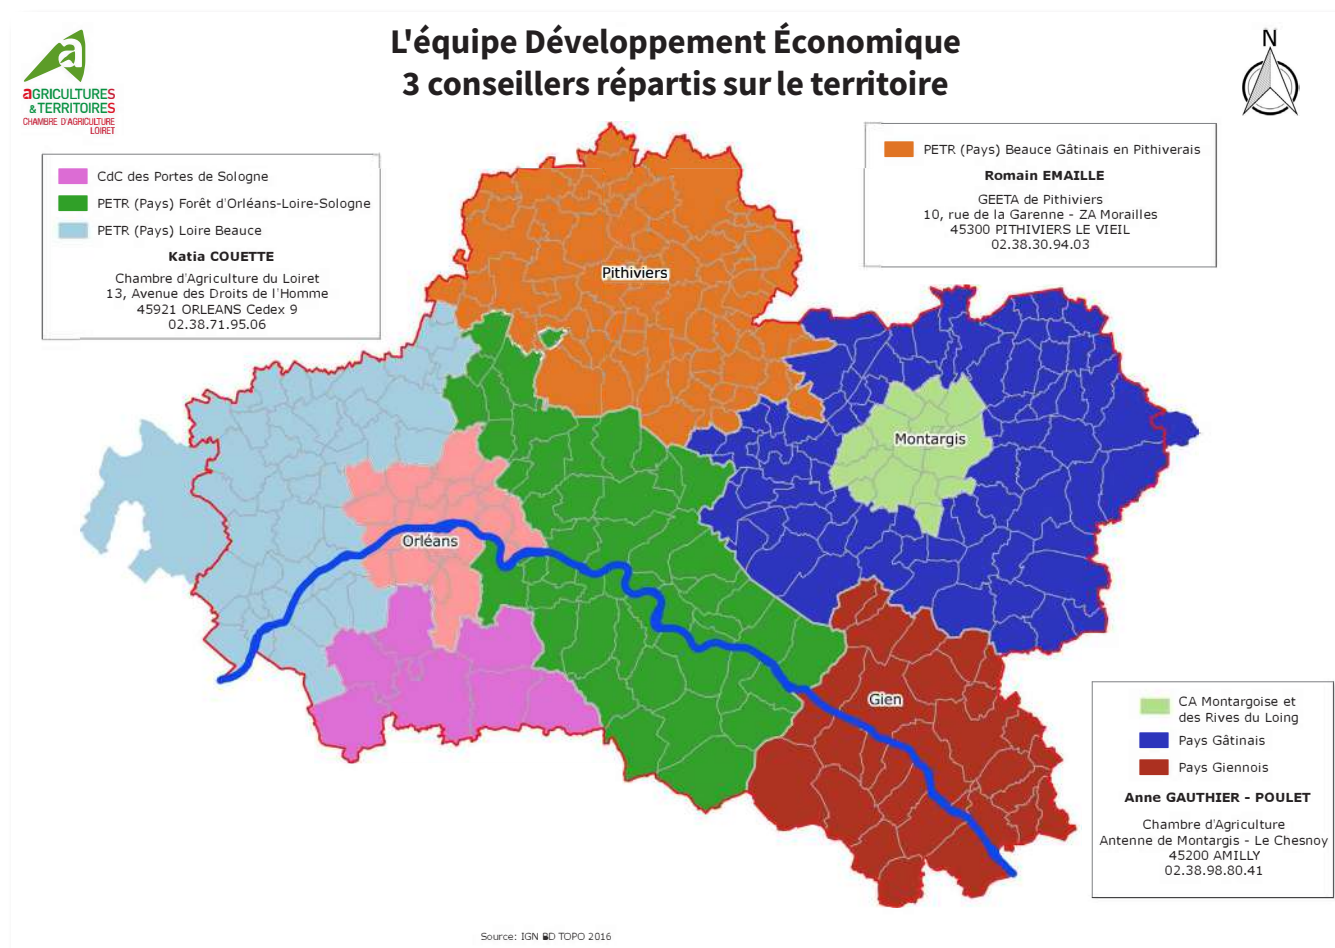 L'équipe Développement Économique
3 conseillers répartis sur le territoire
a
aGRICULTURES
& TERRITOIRES
CHAMBRE D'AGRICULTURE
LOIRET
N
CdC des Portes de Sologne
PETR (Pays) Forêt d'Orléans-Loire-Sologne
PETR (Pays) Loire Beauce
Katia COUETTE
Chambre d'Agriculture du Loiret
13, Avenue des Droits de l'Homme
45921 ORLEANS Cedex 9
02.38.71.95.06
PETR (Pays) Beauce Gâtinais en Pithiverais
Romain EMAILLE
GEETA de Pithiviers
10, rue de la Garenne - ZA Morailles
45300 PITHIVIERS LE VIEIL
02.38.30.94.03
Pithiviers
Montargis
Orléans
Gien
CA Montargoise et
des Rives du Loing
Pays Gâtinais
Pays Giennois
Anne GAUTHIER - POULET
Chambre d'Agriculture
Antenne de Montargis - Le Chesnoy
45200 AMILLY
02.38.98.80.41
Source: IGN BD TOPO 2016